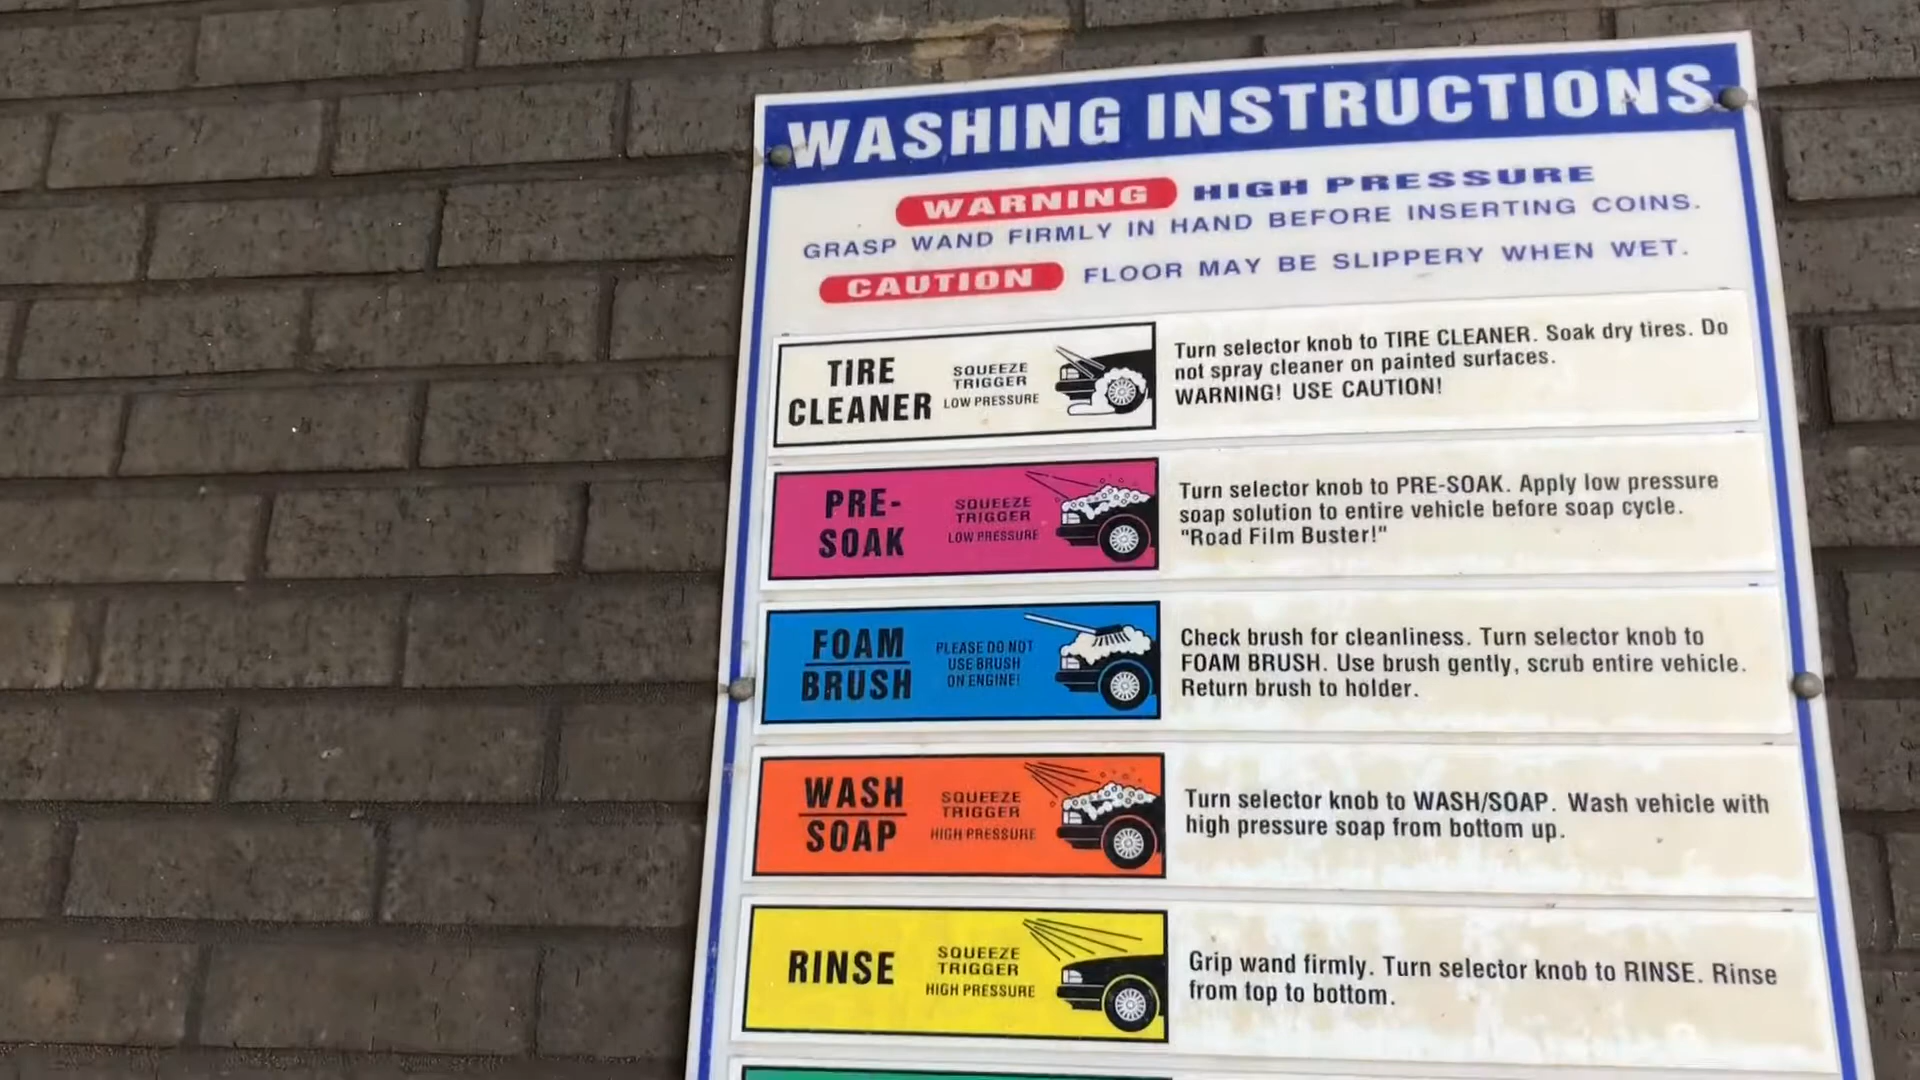 WASHING INSTRUCTIONS
WARNING HIGH PRESSURE
GRASP WAND FIRMLY IN HAND BEFORE INSERTING COINS.
CAUTION FLOOR MAY BE SLIPPERY WHEN WET.
TIRE
CLEANER
SQUEEZE
TRIGGER
LOW PRESSURE
Turn selector knob to TIRE CLEANER. Soak dry tires. Do
not spray cleaner on painted surfaces.
WARNING! USE CAUTION!
PRE-
SOAK
SQUEEZE
TRIGGER
LOW PRESSURE
Turn selector knob to PRE-SOAK. Apply low pressure
soap solution to entire vehicle before soap cycle.
"Road Film Buster!"
FOAM
BRUSH
PLEASE DO NOT
USE BRUSH
ON ENGINE!
Check brush for cleanliness. Turn selector knob to
FOAM BRUSH. Use brush gently, scrub entire vehicle.
Return brush to holder.
WASH
SOAP
SQUEEZE
TRIGGER
HIGH PRESSURE
Turn selector knob to WASH/SOAP. Wash vehicle with
high pressure soap from bottom up.
RINSE
SQUEEZE
TRIGGER
HIGH PRESSURE
Grip wand firmly. Turn selector knob to RINSE. Rinse
from top to bottom.